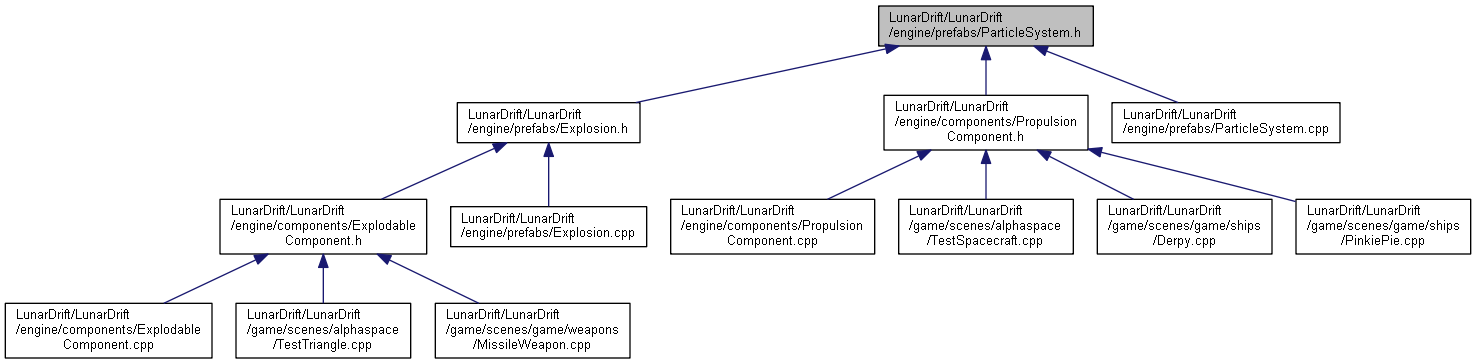 LunarDrift/LunarDrift
/engine/prefabs/ParticleSystem.h
LunarDrift/LunarDrift
/engine/prefabs/Explosion.h
LunarDrift/LunarDrift
/engine/components/Propulsion
Component.h
LunarDrift/LunarDrift
/engine/prefabs/ParticleSystem.cpp
LunarDrift/LunarDrift
/engine/components/Explodable
Component.h
LunarDrift/LunarDrift
/engine/prefabs/Explosion.cpp
LunarDrift/LunarDrift
/engine/components/Propulsion
Component.cpp
LunarDrift/LunarDrift
/game/scenes/alphaspace
/TestSpacecraft.cpp
LunarDrift/LunarDrift
/game/scenes/game/ships
/Derpy.cpp
LunarDrift/LunarDrift
/game/scenes/game/ships
/PinkiePie.cpp
LunarDrift/LunarDrift
/engine/components/Explodable
Component.cpp
LunarDrift/LunarDrift
/game/scenes/alphaspace
/TestTriangle.cpp
LunarDrift/LunarDrift
/game/scenes/game/weapons
/MissileWeapon.cpp